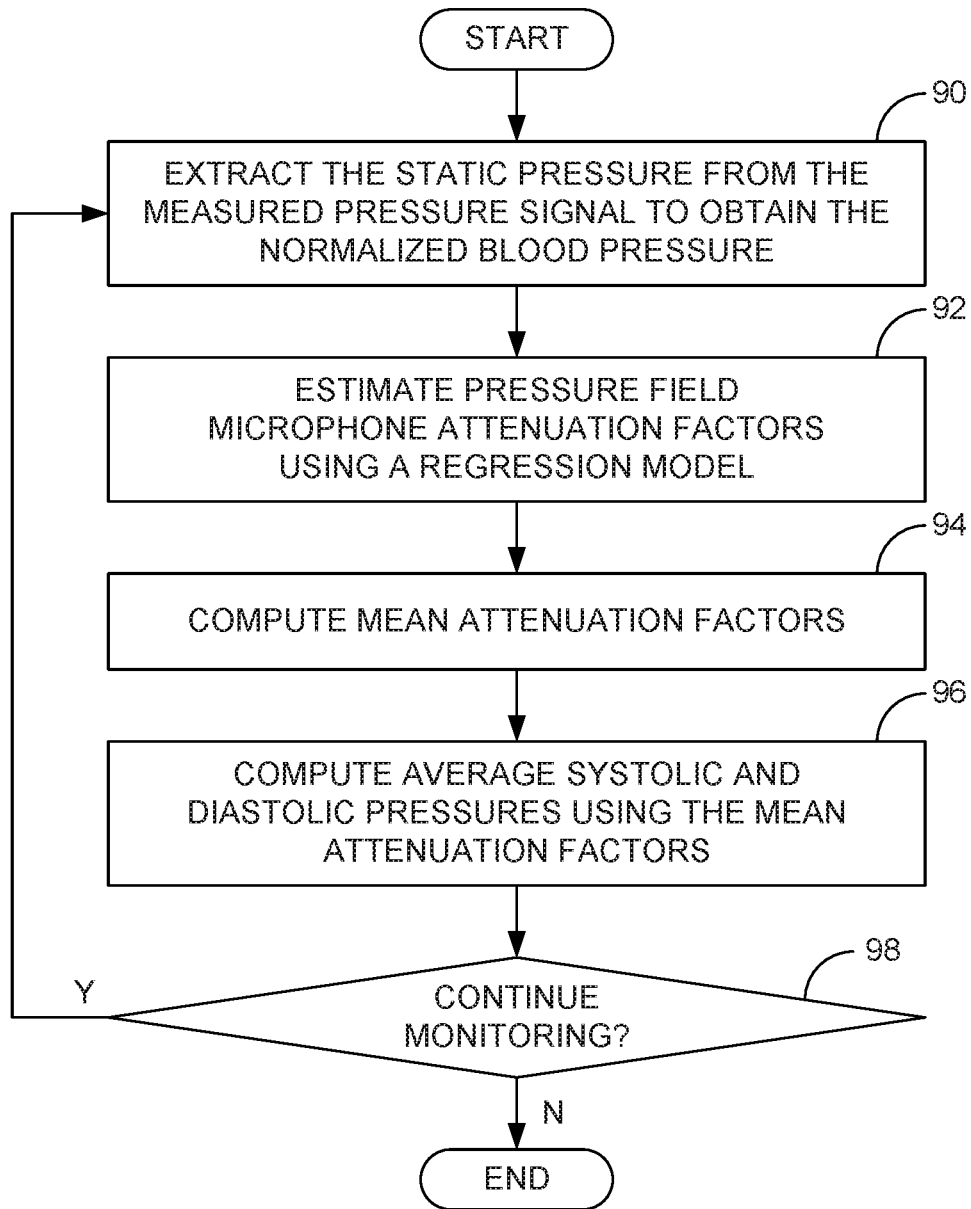 START
90
EXTRACT THE STATIC PRESSURE FROM THE
MEASURED PRESSURE SIGNAL TO OBTAIN THE
NORMALIZED BLOOD PRESSURE
92
ESTIMATE PRESSURE FIELD
MICROPHONE ATTENUATION FACTORS
USING A REGRESSION MODEL
94
COMPUTE MEAN ATTENUATION FACTORS
96
COMPUTE AVERAGE SYSTOLIC AND
DIASTOLIC PRESSURES USING THE MEAN
ATTENUATION FACTORS
98
Y
CONTINUE
MONITORING?
N
END